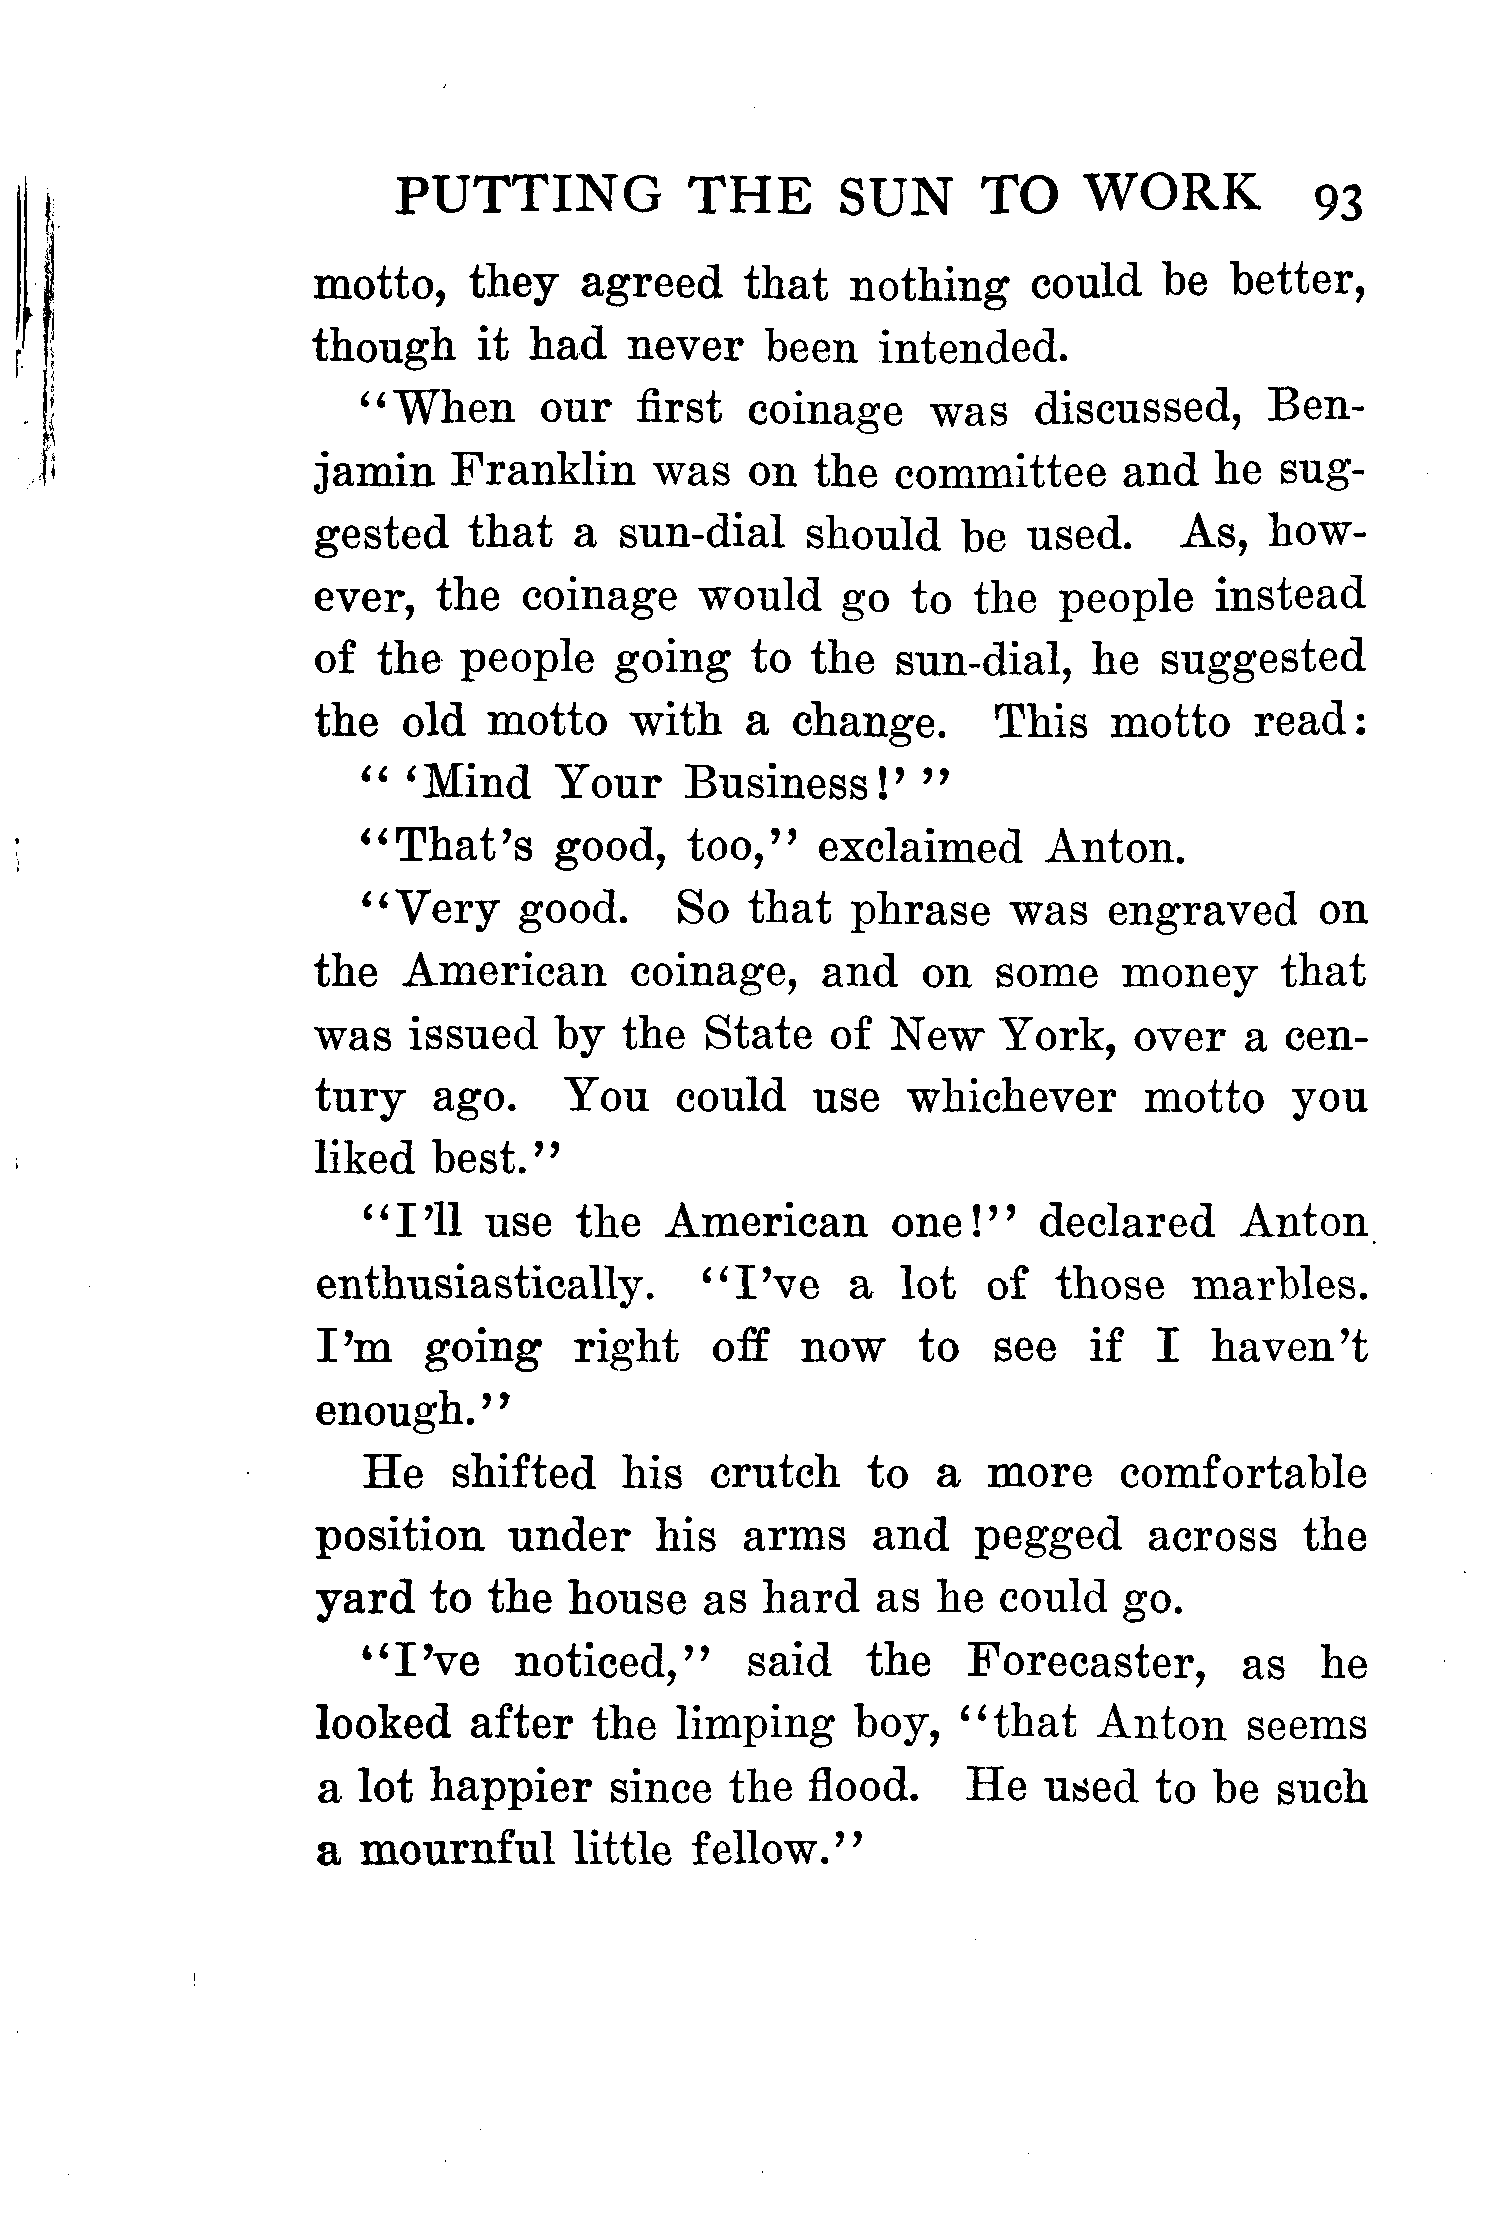 PUTTING THE SUN TO WORK 93
motto, they agreed that nothing could be better,
though it had never been intended.
“When our first coinage was discussed, Ben-
jamin Franklin was on the committee and he sug-
gested that a sun-dial should be used. As, how-
ever, the coinage would go to the people instead
of the people going to the sun-dial, he suggested
the old motto with a change. This motto read:
“ ‘Mind Your Business!’ ”
“That’s good, too,” exclaimed Anton.
“Very good. So that phrase was engraved on
the American coinage, and on some money that
was issued by the State of New York, over a cen-
tury ago. You could use whichever motto you
liked best.”
“I’ll use the American one!” declared Anton
enthusiastically. “I’ve a lot of those marbles.
I’m going right off now to see if I haven’t
enough.”
He shifted his crutch to a more comfortable
position under his arms and pegged across the
yard to the house as hard as he could go.
“I’ve noticed,” said the Forecaster, as he
looked after the limping boy, “that Anton seems
a lot happier since the flood. He used to be such
a mournful little fellow.”